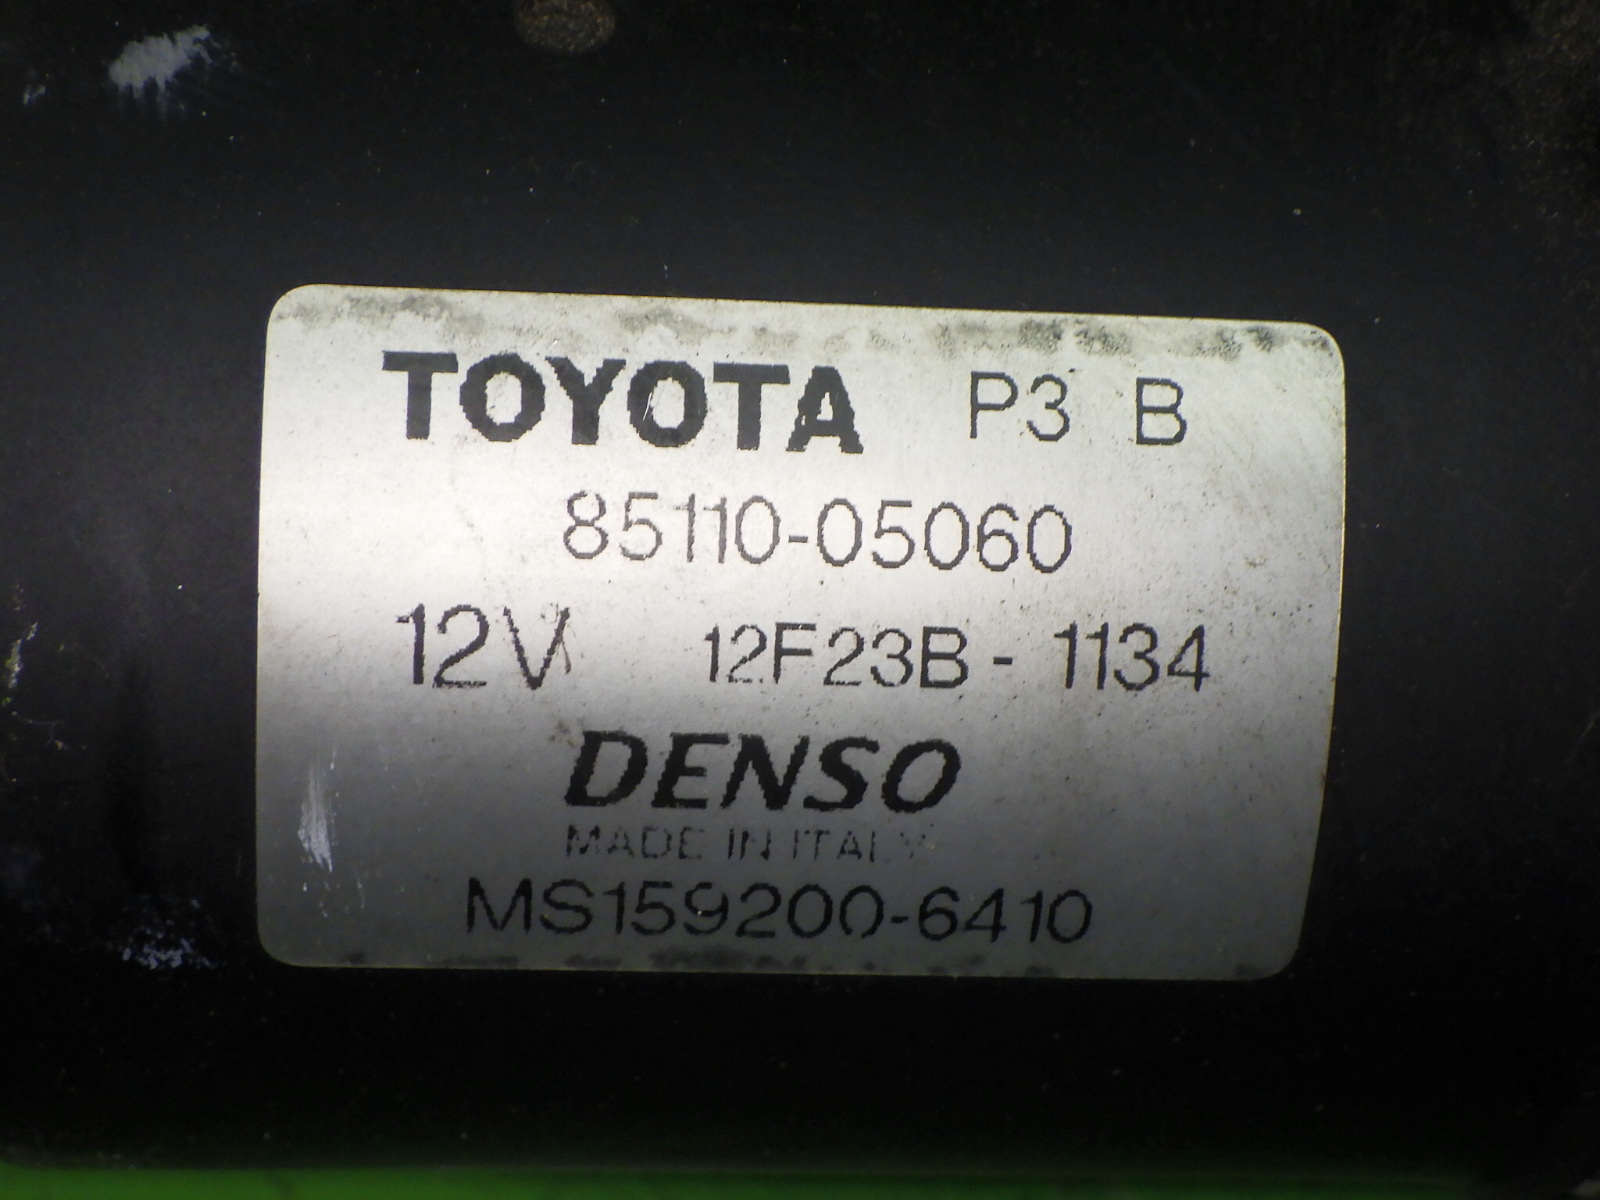 TOYOTA P3 B
85110-05060
12V 12F23B - 1134
DENSO
MADE IN ITALY
MS159200-6410